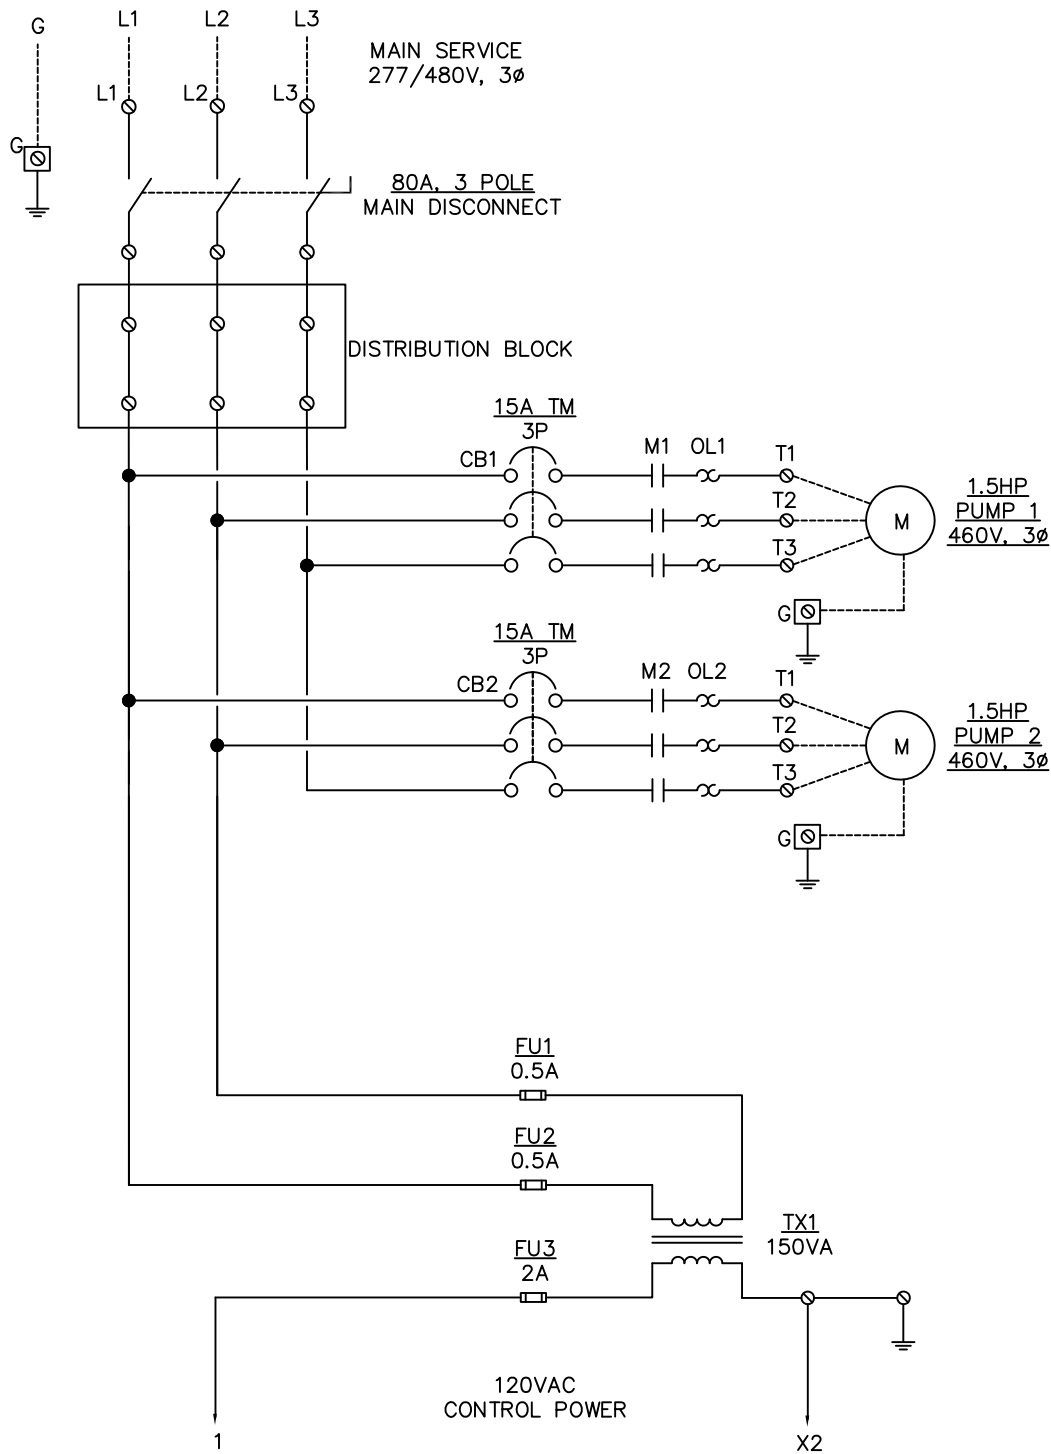 G
L1 L2 L3
MAIN SERVICE
277/480V, 3ø
L1 L2 L3
G
80A, 3 POLE
MAIN DISCONNECT
DISTRIBUTION BLOCK
15A TM
3P
CB1
M1 OL1
T1
T2
T3
M
1.5HP
PUMP 1
460V, 3ø
G
15A TM
3P
CB2
M2 OL2
T1
T2
T3
M
1.5HP
PUMP 2
460V, 3ø
G
FU1
0.5A
FU2
0.5A
TX1
150VA
FU3
2A
120VAC
CONTROL POWER
1
X2